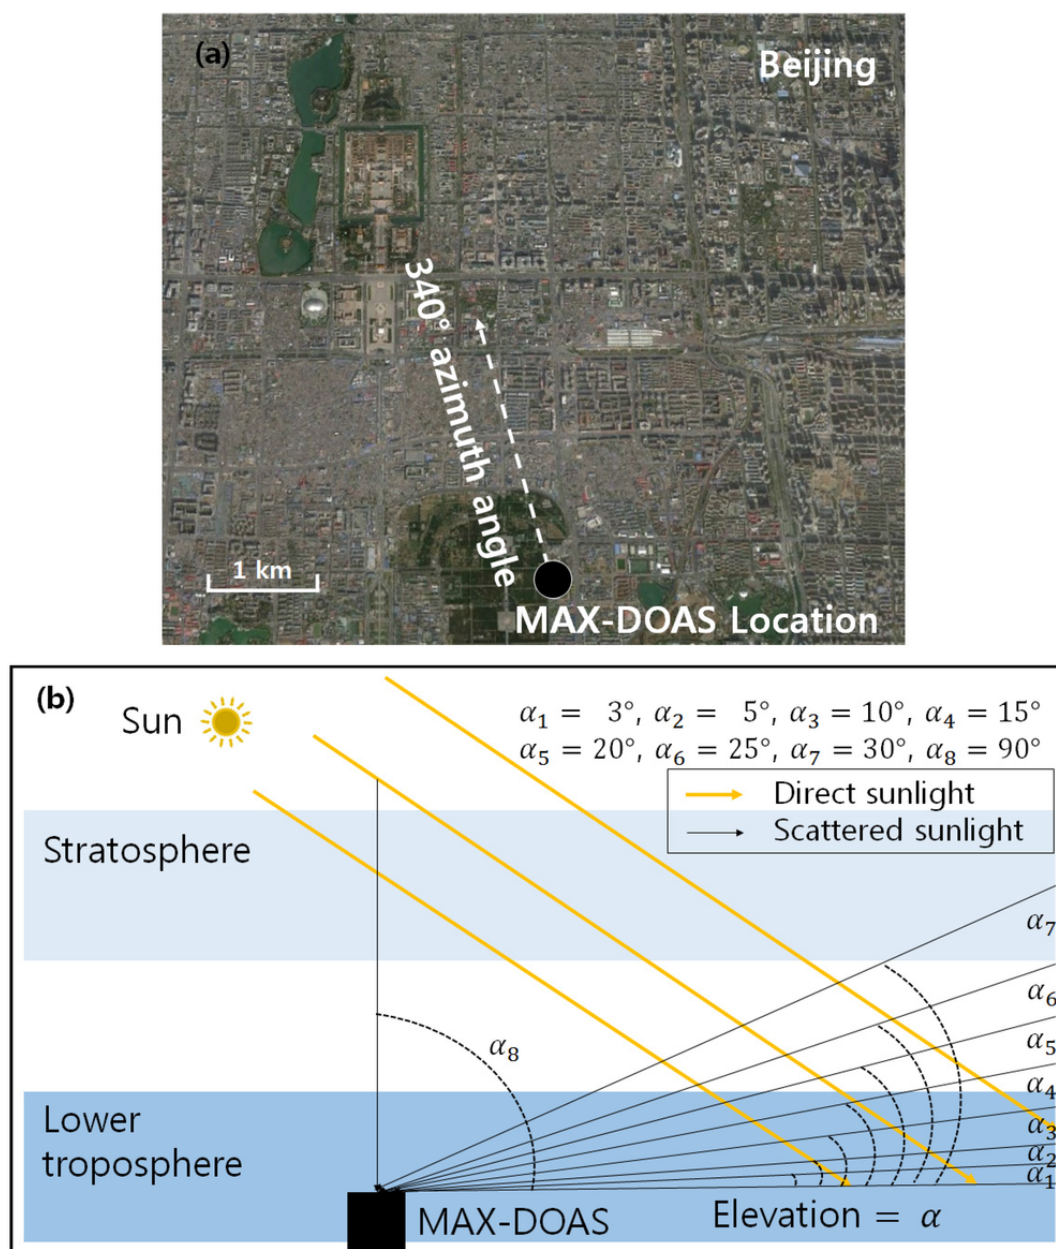 (a)
Beijing
340° azimuth angle
1 km
MAX-DOAS Location
(b)
Sun
α₁ = 3°, α₂ = 5°, α₃ = 10°, α₄ = 15°
α₅ = 20°, α₆ = 25°, α₇ = 30°, α₈ = 90°
Direct sunlight
Scattered sunlight
Stratosphere
α₇
α₆
α₅
α₈
α₄
Lower
troposphere
α₃
α₂
α₁
MAX-DOAS
Elevation = α